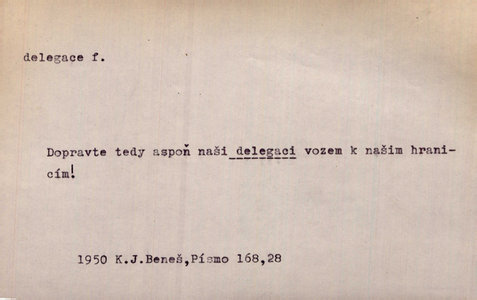 delegace f.
Dopravte tedy aspoň naši delegaci vozem k našim hrani-
cím!
1950 K.J.Beneš,Písmo 168,28